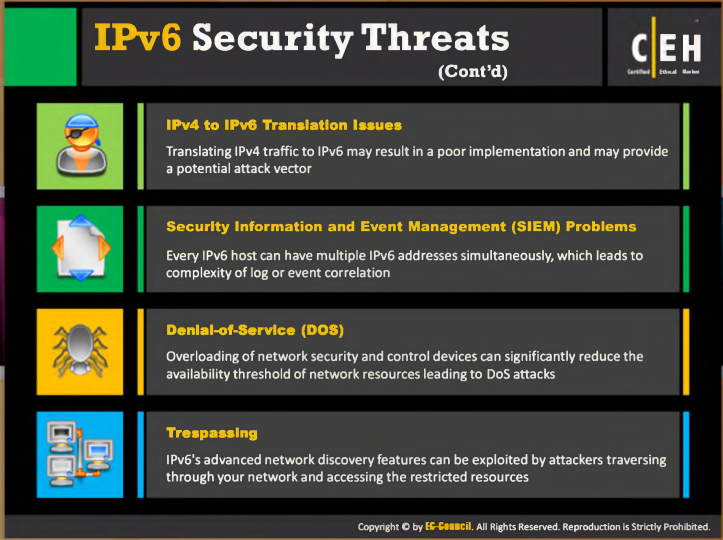 IPv6 Security Threats
(Cont'd)
C|EH
Certified Ethical Hacker
IPv4 to IPv6 Translation Issues
Translating IPv4 traffic to IPv6 may result in a poor implementation and may provide
a potential attack vector
Security Information and Event Management (SIEM) Problems
Every IPv6 host can have multiple IPv6 addresses simultaneously, which leads to
complexity of log or event correlation
Denial-of-Service (DOS)
Overloading of network security and control devices can significantly reduce the
availability threshold of network resources leading to DoS attacks
Trespassing
IPv6's advanced network discovery features can be exploited by attackers traversing
through your network and accessing the restricted resources
Copyright © by EC-Council. All Rights Reserved. Reproduction is Strictly Prohibited.